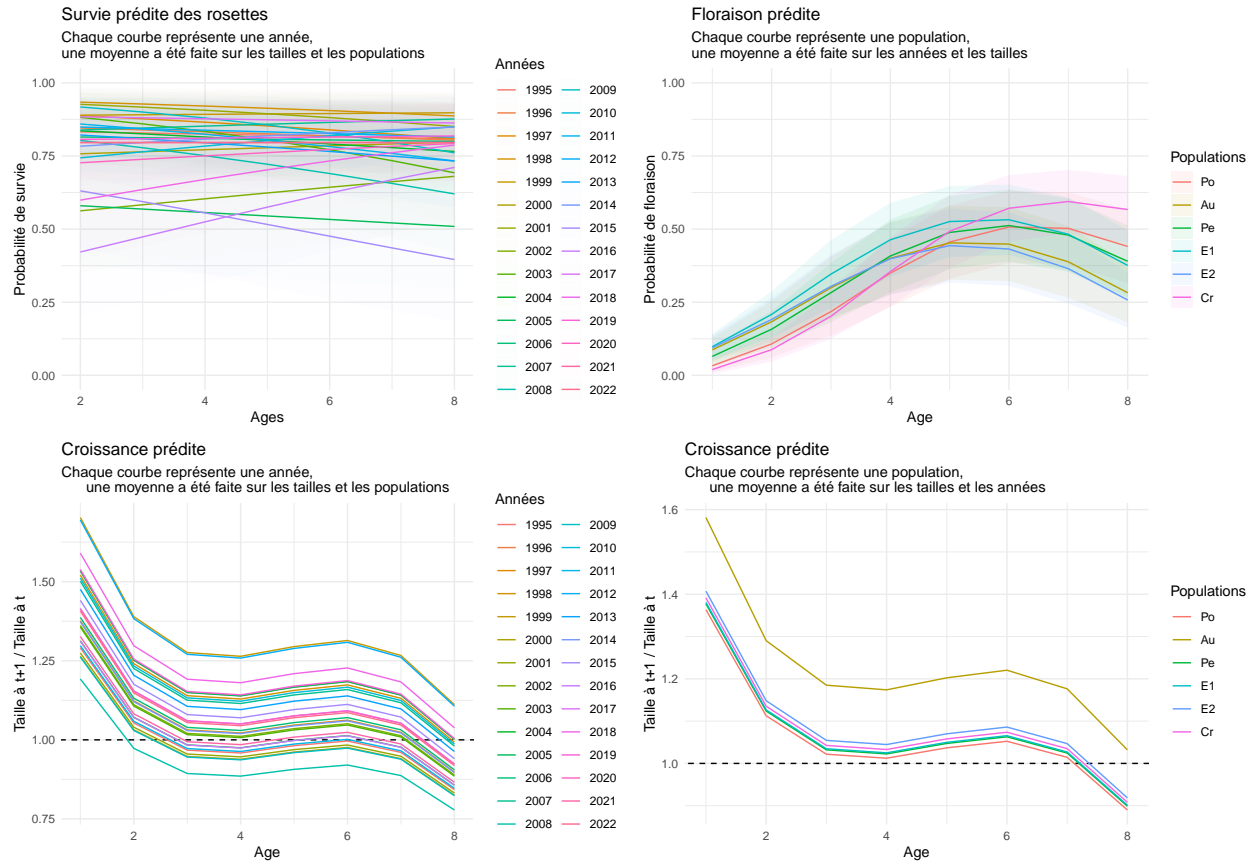 Survie prédite des rosettes
Chaque courbe représente une année,
une moyenne a été faite sur les tailles et les populations
Probabilité de survie
1.00
0.75
0.50
0.25
0.00
2
4
6
8
Ages
Années
1995
1996
1997
1998
1999
2000
2001
2002
2003
2004
2005
2006
2007
2008
2009
2010
2011
2012
2013
2014
2015
2016
2017
2018
2019
2020
2021
2022
Floraison prédite
Chaque courbe représente une population,
une moyenne a été faite sur les années et les tailles
Probabilité de floraison
1.00
0.75
0.50
0.25
0.00
2
4
6
8
Age
Populations
Po
Au
Pe
E1
E2
Cr
Croissance prédite
Chaque courbe représente une année,
une moyenne a été faite sur les tailles et les populations
Taille à t+1 / Taille à t
1.50
1.25
1.00
0.75
2
4
6
8
Age
Années
1995
1996
1997
1998
1999
2000
2001
2002
2003
2004
2005
2006
2007
2008
2009
2010
2011
2012
2013
2014
2015
2016
2017
2018
2019
2020
2021
2022
Croissance prédite
Chaque courbe représente une population,
une moyenne a été faite sur les tailles et les années
Taille à t+1 / Taille à t
1.6
1.4
1.2
1.0
2
4
6
8
Age
Populations
Po
Au
Pe
E1
E2
Cr